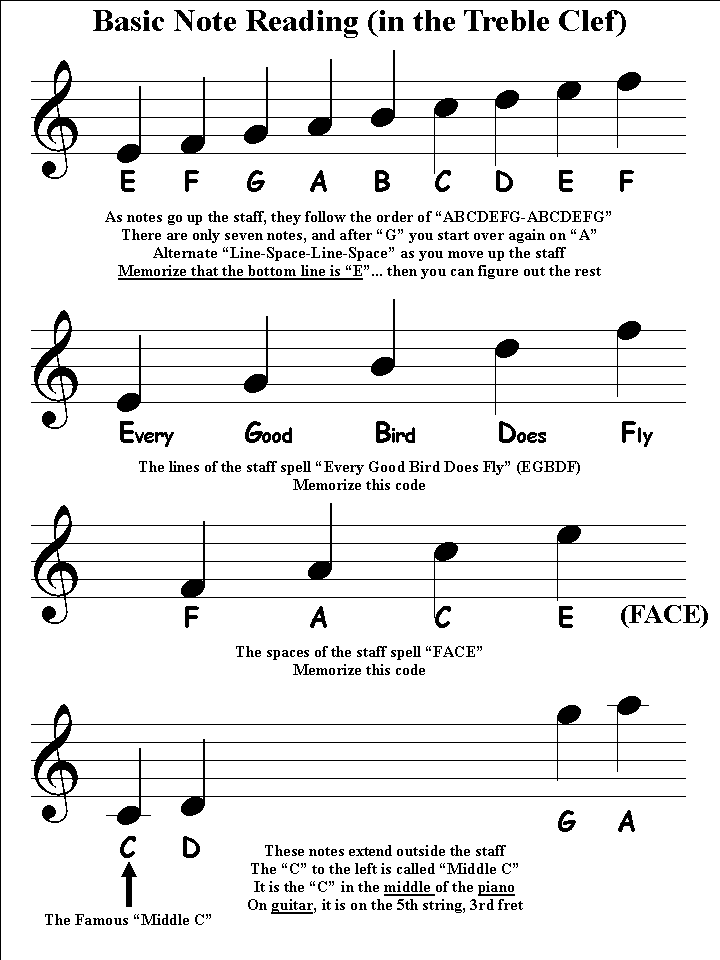 Basic Note Reading (in the Treble Clef)
E F G A B C D E F
As notes go up the staff, they follow the order of “ABCDEFG-ABCDEFG”
There are only seven notes, and after “G” you start over again on “A”
Alternate “Line-Space-Line-Space” as you move up the staff
Memorize that the bottom line is “E”... then you can figure out the rest
Every Good Bird Does Fly
The lines of the staff spell “Every Good Bird Does Fly” (EGBDF)
Memorize this code
F A C E (FACE)
The spaces of the staff spell “FACE”
Memorize this code
C D G A
These notes extend outside the staff
The “C” to the left is called “Middle C”
It is the “C” in the middle of the piano
On guitar, it is on the 5th string, 3rd fret
The Famous “Middle C”